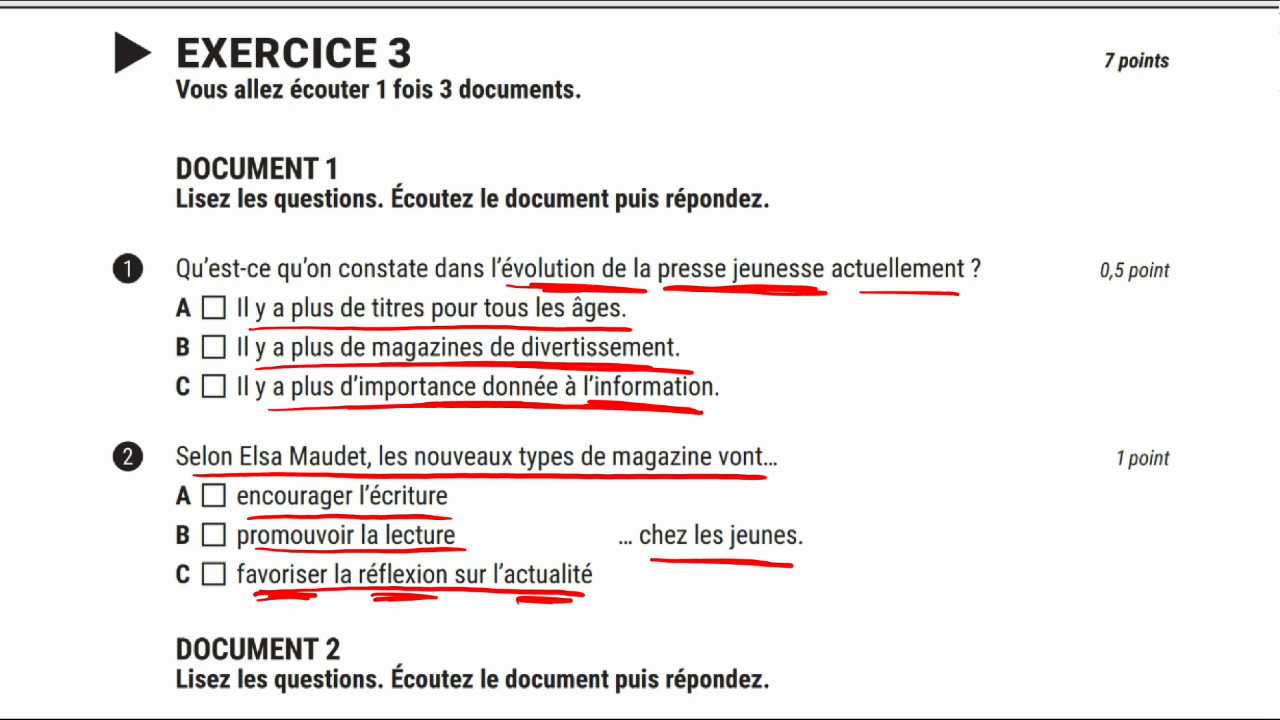 EXERCICE 3
7 points
Vous allez écouter 1 fois 3 documents.
DOCUMENT 1
Lisez les questions. Écoutez le document puis répondez.
1 Qu'est-ce qu'on constate dans l'évolution de la presse jeunesse actuellement ? 0,5 point
A Il y a plus de titres pour tous les âges.
B Il y a plus de magazines de divertissement.
C Il y a plus d'importance donnée à l'information.
2 Selon Elsa Maudet, les nouveaux types de magazine vont... 1 point
A encourager l'écriture
B promouvoir la lecture ... chez les jeunes.
C favoriser la réflexion sur l'actualité
DOCUMENT 2
Lisez les questions. Écoutez le document puis répondez.